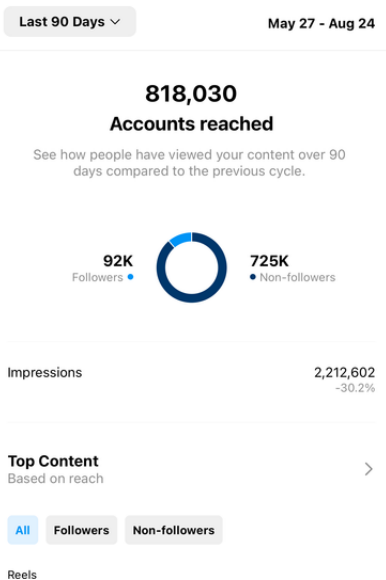 Last 90 Days
May 27 - Aug 24
818,030
Accounts reached
See how people have viewed your content over 90
days compared to the previous cycle.
92K
Followers
725K
Non-followers
Impressions
2,212,602
-30.2%
Top Content
Based on reach
All
Followers
Non-followers
Reels